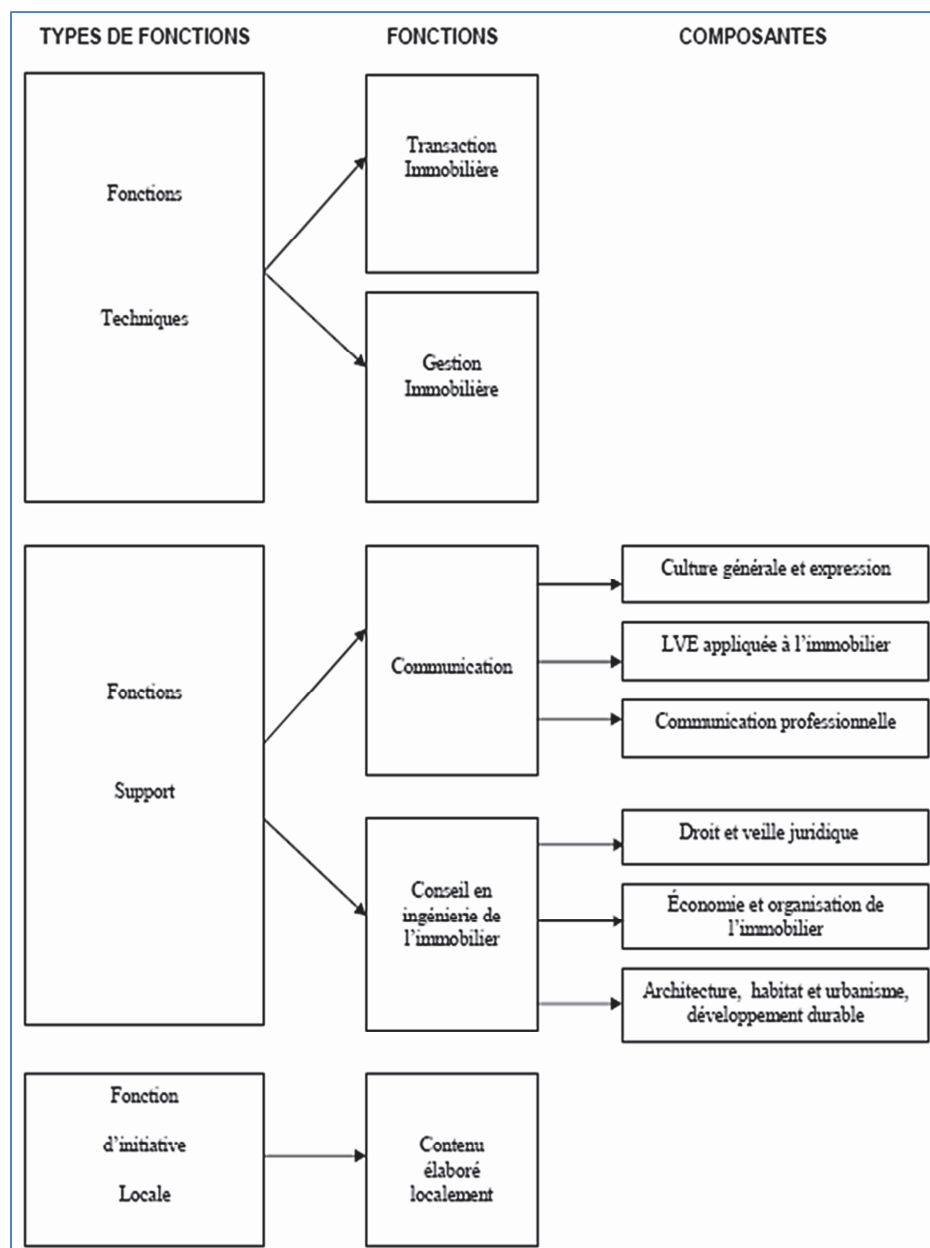 TYPES DE FONCTIONS
FONCTIONS
COMPOSANTES
Fonctions
Techniques
Transaction
Immobilière
Gestion
Immobilière
Fonctions
Support
Communication
Culture générale et expression
LVE appliquée à l’immobilier
Communication professionnelle
Conseil en
ingénierie de
l’immobilier
Droit et veille juridique
Économie et organisation de
l’immobilier
Architecture, habitat et urbanisme,
développement durable
Fonction
d’initiative
Locale
Contenu
élaboré
localement